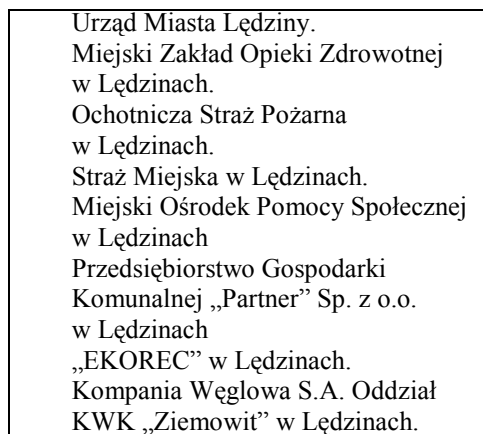 Urząd Miasta Lędziny.
Miejski Zakład Opieki Zdrowotnej
w Lędzinach.
Ochotnicza Straż Pożarna
w Lędzinach.
Straż Miejska w Lędzinach.
Miejski Ośrodek Pomocy Społecznej
w Lędzinach
Przedsiębiorstwo Gospodarki
Komunalnej „Partner” Sp. z o.o.
w Lędzinach
„EKOREC” w Lędzinach.
Kompania Węglowa S.A. Oddział
KWK „Ziemowit” w Lędzinach.